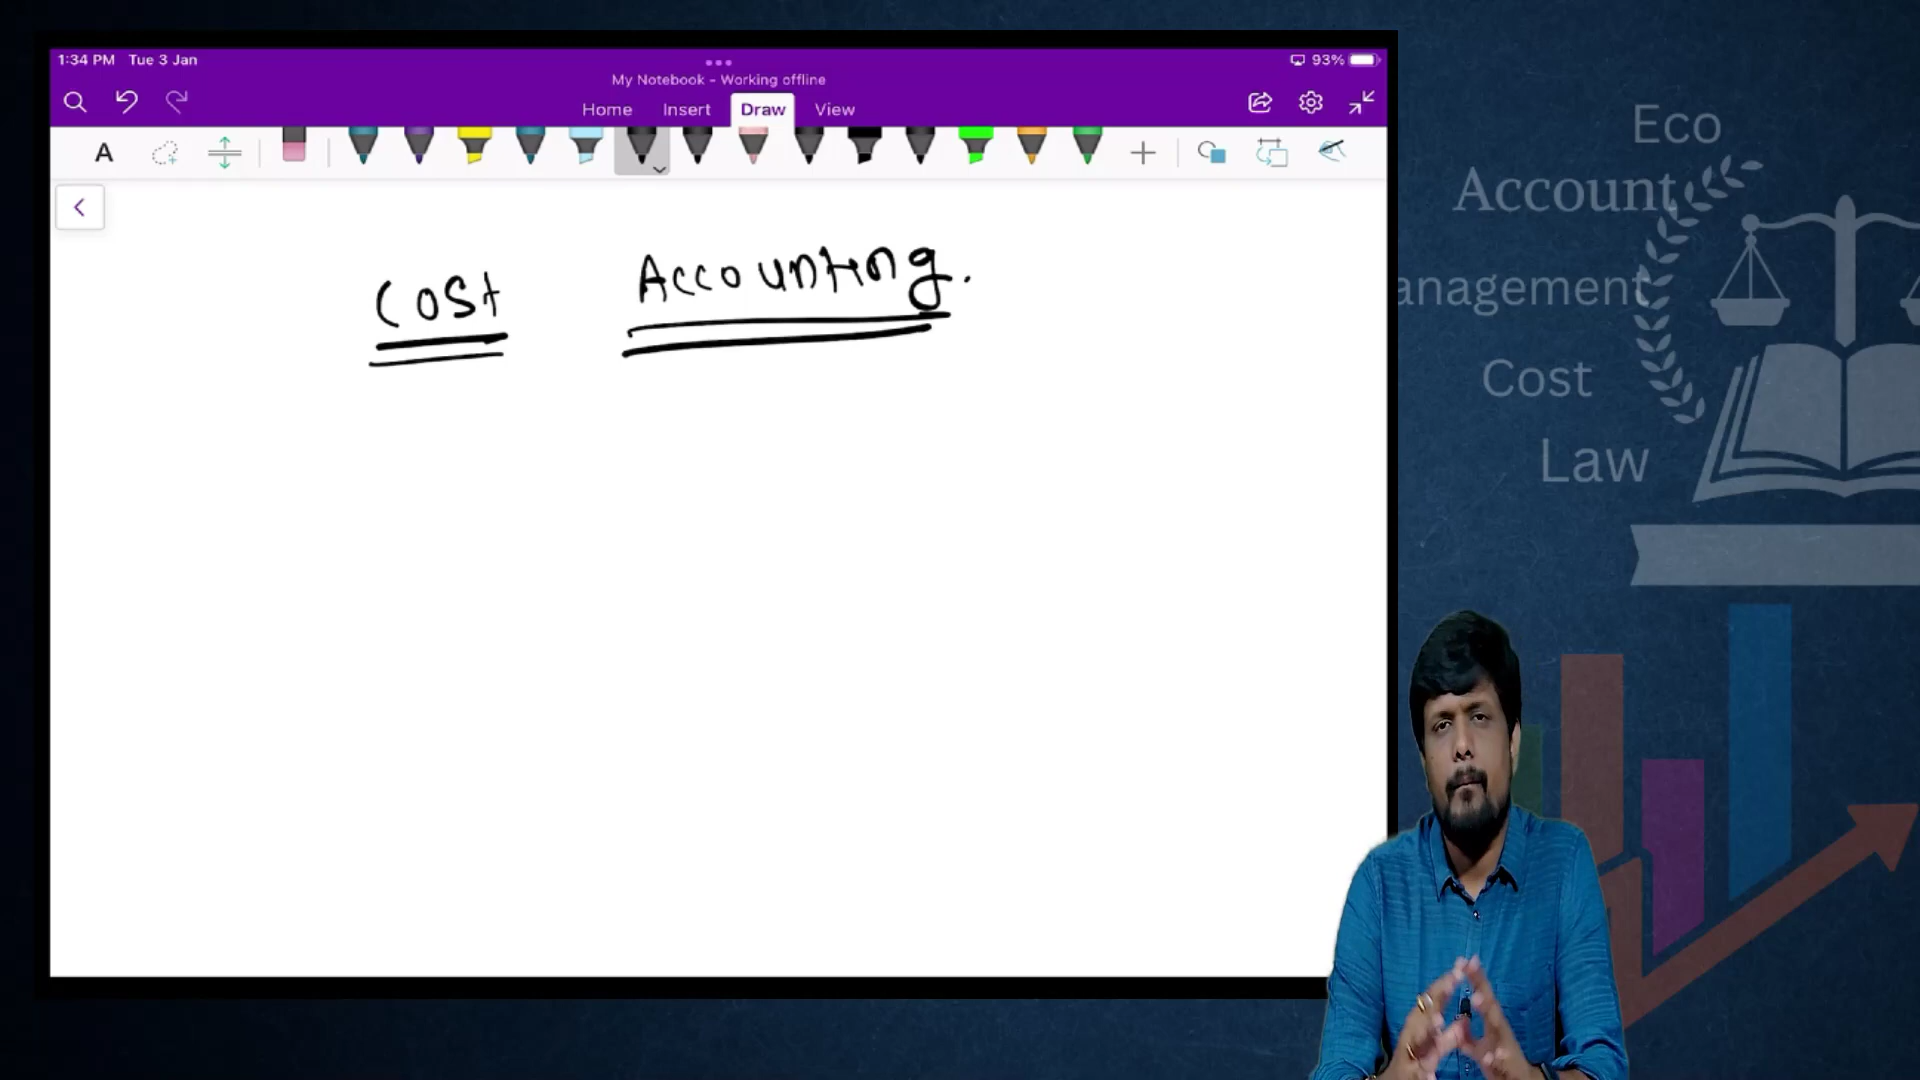 1:34 PM Tue 3 Jan
93%
My Notebook - Working offline
Home Insert Draw View
A
Cost Accounting.
Eco
Account
anagement
Cost
Law